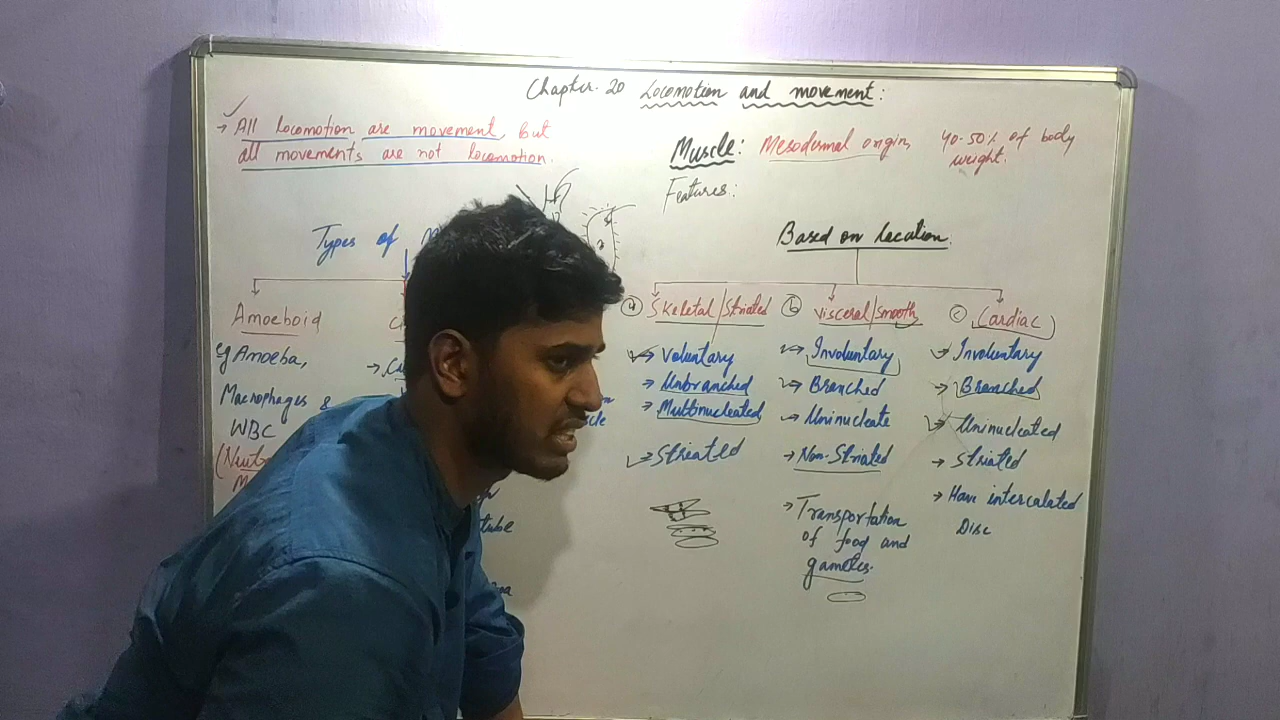 Chapter. 20 Locomotion and movement:
→ All locomotion are movement, but
all movements are not locomotion.
Muscle: Mesodermal origin, 40-50% of body
weight.
Features:
Types of
Amoeboid
eg Amoeba,
Macrophages &
WBC
Based on location.
(a) Skeletal/Striated
→ Voluntary
→ Unbranched
→ Multinucleated
→ Striated
(b) Visceral/Smooth
→ Involuntary
→ Branched
→ Uninucleate
→ Non-Striated
→ Transportation
of food and
gametes.
(c) Cardiac
→ Involuntary
→ Branched
→ Uninucleated
→ Striated
→ Have intercalated
Disc
tube